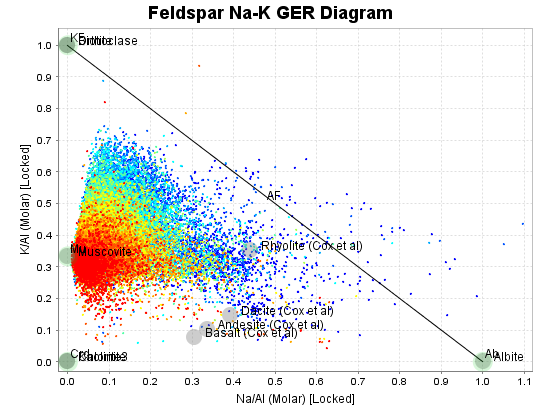 Feldspar Na-K GER Diagram
1.0
0.9
0.8
0.7
0.6
0.5
0.4
0.3
0.2
0.1
0.0
K/Al (Molar) [Locked]
AF
Rhyolite (Cox et al)
Muscovite
Dacite (Cox et al)
Andesite (Cox et al)
Basalt (Cox et al)
Ab
Albite
0.0 0.1 0.2 0.3 0.4 0.5 0.6 0.7 0.8 0.9 1.0 1.1
Na/Al (Molar) [Locked]